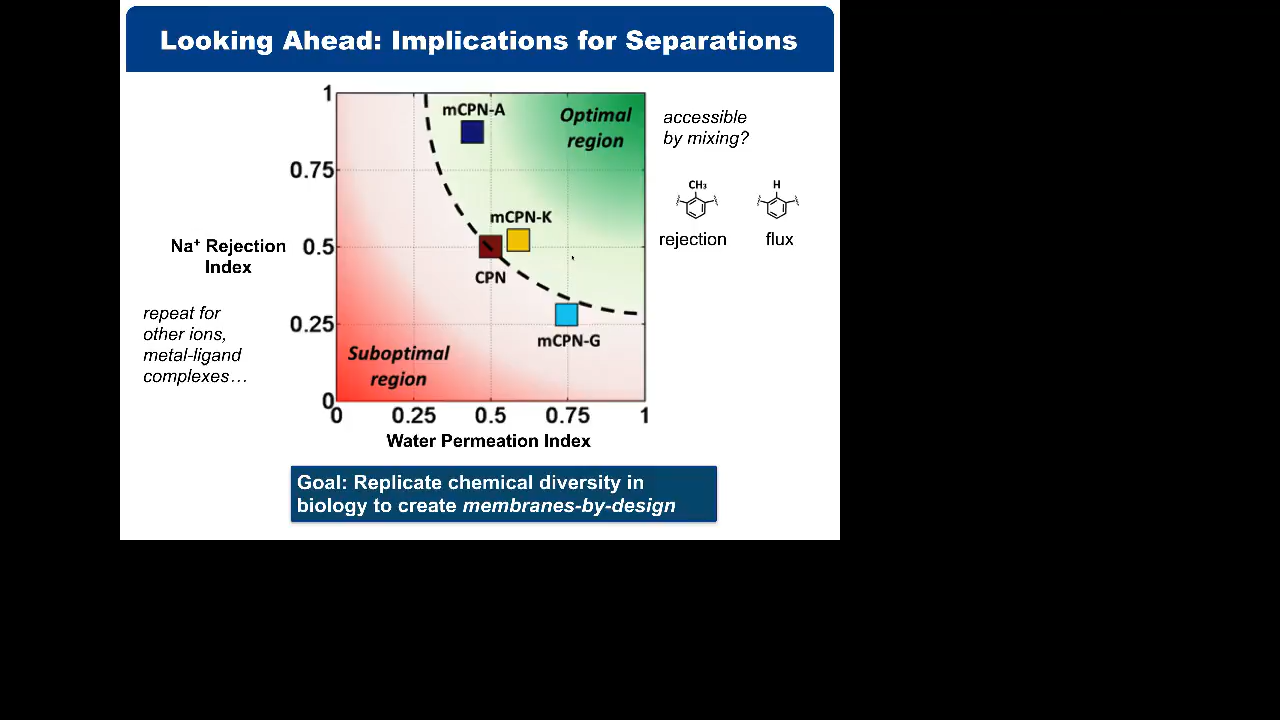 Looking Ahead: Implications for Separations
1
mCPN-A
Optimal
region
accessible
by mixing?
0.75
CH₃
H
mCPN-K
rejection
flux
Na⁺ Rejection
Index
0.5
CPN
repeat for
other ions,
metal-ligand
complexes…
0.25
mCPN-G
Suboptimal
region
0
0 0.25 0.5 0.75 1
Water Permeation Index
Goal: Replicate chemical diversity in
biology to create membranes-by-design